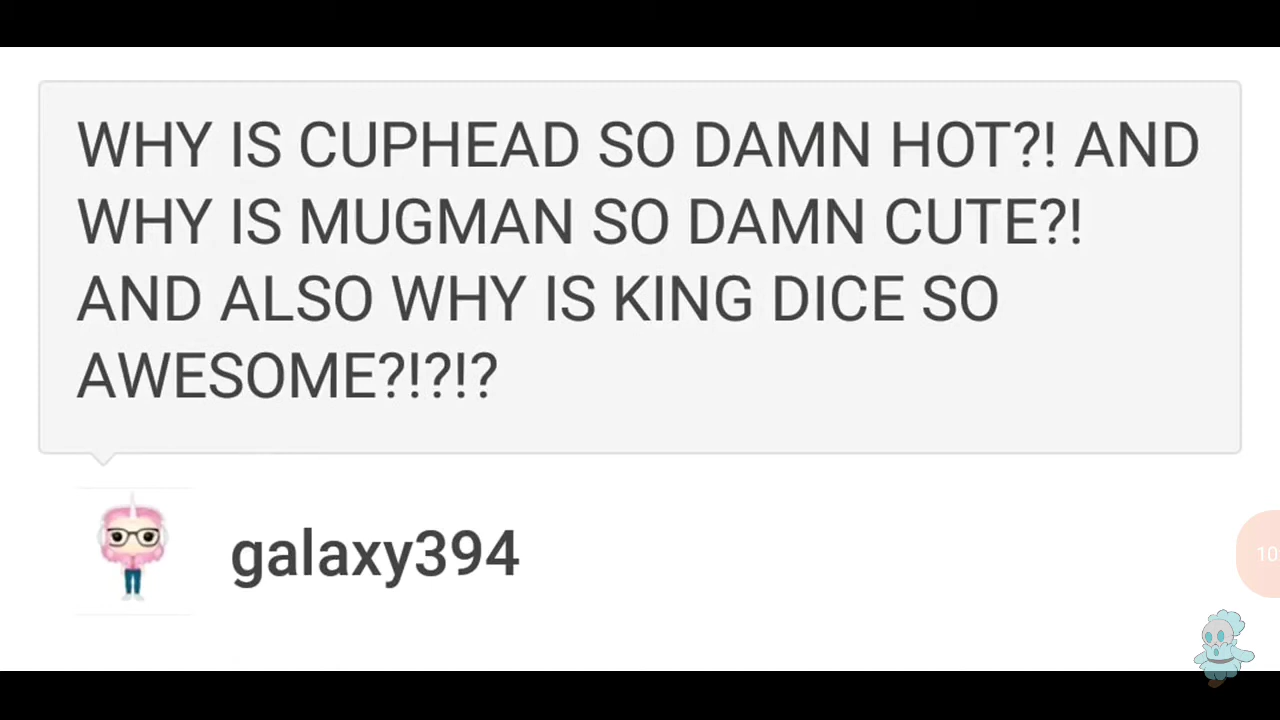 WHY IS CUPHEAD SO DAMN HOT?! AND
WHY IS MUGMAN SO DAMN CUTE?!
AND ALSO WHY IS KING DICE SO
AWESOME?!?!?
galaxy394
10